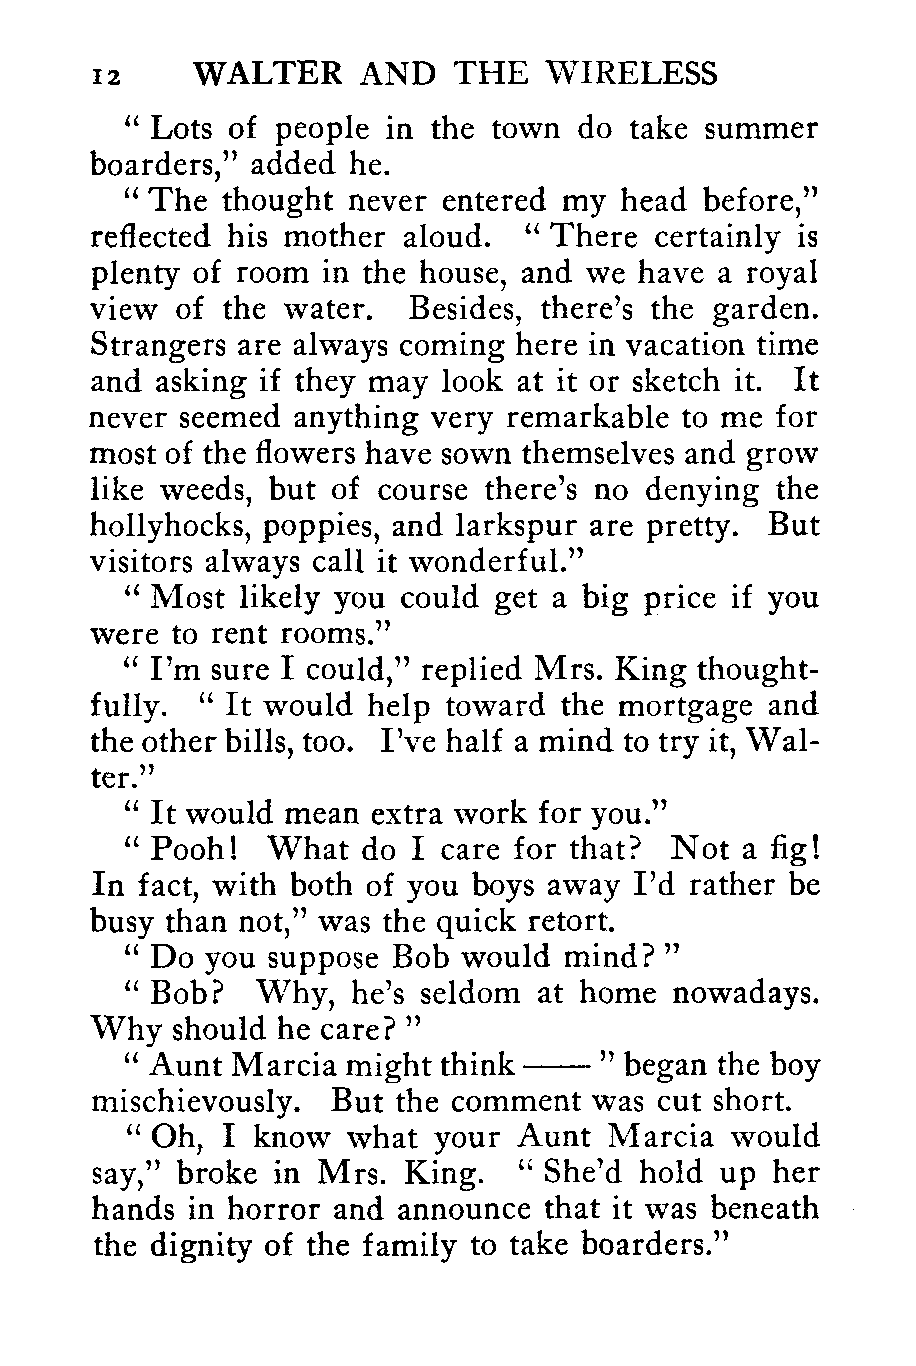 12 WALTER AND THE WIRELESS
“ Lots of people in the town do take summer
boarders,” added he.
“ The thought never entered my head before,”
reflected his mother aloud. “ There certainly is
plenty of room in the house, and we have a royal
view of the water. Besides, there’s the garden.
Strangers are always coming here in vacation time
and asking if they may look at it or sketch it. It
never seemed anything very remarkable to me for
most of the flowers have sown themselves and grow
like weeds, but of course there’s no denying the
hollyhocks, poppies, and larkspur are pretty. But
visitors always call it wonderful.”
“ Most likely you could get a big price if you
were to rent rooms.”
“ I’m sure I could,” replied Mrs. King thought-
fully. “ It would help toward the mortgage and
the other bills, too. I’ve half a mind to try it, Wal-
ter.”
“ It would mean extra work for you.”
“ Pooh! What do I care for that? Not a fig!
In fact, with both of you boys away I’d rather be
busy than not,” was the quick retort.
“ Do you suppose Bob would mind? ”
“ Bob? Why, he’s seldom at home nowadays.
Why should he care? ”
“ Aunt Marcia might think —— ” began the boy
mischievously. But the comment was cut short.
“ Oh, I know what your Aunt Marcia would
say,” broke in Mrs. King. “ She’d hold up her
hands in horror and announce that it was beneath
the dignity of the family to take boarders.”